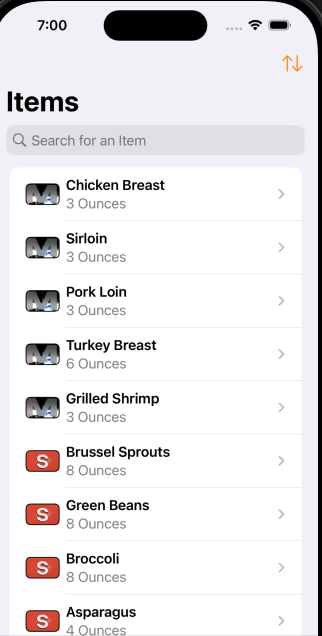 7:00
Items
Search for an Item
Chicken Breast
3 Ounces
Sirloin
3 Ounces
Pork Loin
3 Ounces
Turkey Breast
6 Ounces
Grilled Shrimp
3 Ounces
S
Brussel Sprouts
8 Ounces
S
Green Beans
8 Ounces
S
Broccoli
8 Ounces
S
Asparagus
4 Ounces